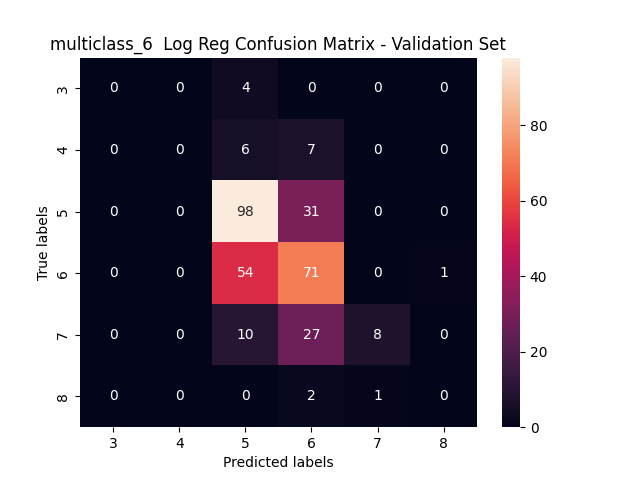 multiclass_6  Log Reg Confusion Matrix - Validation Set
3 0 0 4 0 0 0
4 0 0 6 7 0 0
5 0 0 98 31 0 0
6 0 0 54 71 0 1
7 0 0 10 27 8 0
8 0 0 0 2 1 0
3 4 5 6 7 8
True labels
Predicted labels
80
60
40
20
0